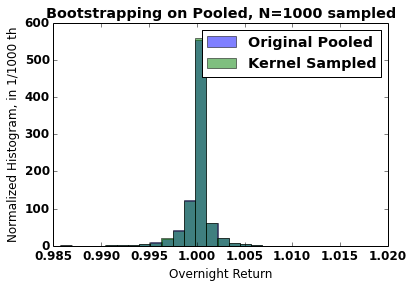 Bootstrapping on Pooled, N=1000 sampled
Normalized Histogram, in 1/1000 th
600
500
400
300
200
100
0
Original Pooled
Kernel Sampled
0.985 0.990 0.995 1.000 1.005 1.010 1.015 1.020
Overnight Return